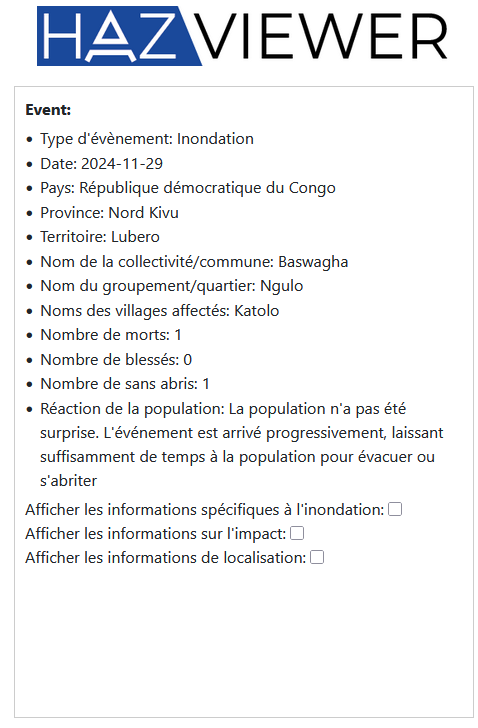 HAZVIEWER
Event:
• Type d'évènement: Inondation
• Date: 2024-11-29
• Pays: République démocratique du Congo
• Province: Nord Kivu
• Territoire: Lubero
• Nom de la collectivité/commune: Baswagha
• Nom du groupement/quartier: Ngulo
• Noms des villages affectés: Katolo
• Nombre de morts: 1
• Nombre de blessés: 0
• Nombre de sans abris: 1
• Réaction de la population: La population n'a pas été
surprise. L'événement est arrivé progressivement, laissant
suffisamment de temps à la population pour évacuer ou
s'abriter
Afficher les informations spécifiques à l'inondation:
Afficher les informations sur l'impact:
Afficher les informations de localisation: